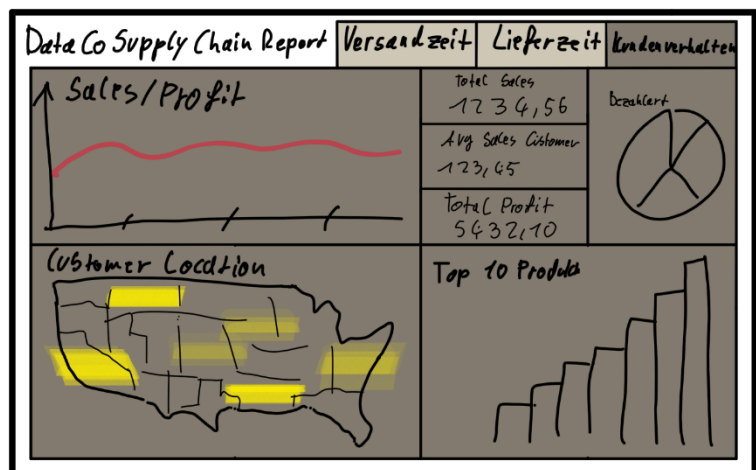 DataCo Supply Chain Report
Versandzeit
Lieferzeit
Kundenverhalten
Sales/Profit
Total Sales
1234,56
Avg Sales Customer
123,45
Total Profit
5432,10
Bezahlart
Customer Location
Top 10 Produkte